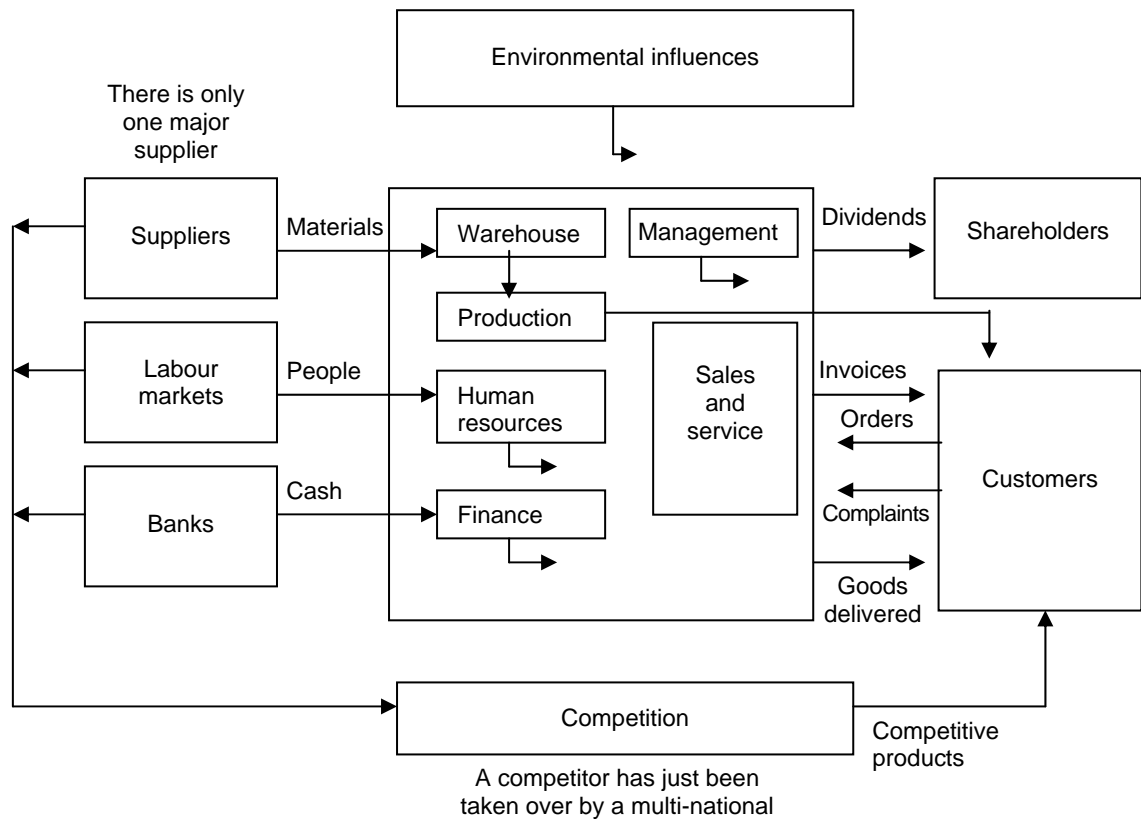 Environmental influences
There is only
one major
supplier
Suppliers
Materials
Warehouse
Management
Dividends
Shareholders
Production
Labour
markets
People
Human
resources
Sales
and
service
Invoices
Orders
Customers
Complaints
Banks
Cash
Finance
Goods
delivered
Competition
Competitive
products
A competitor has just been
taken over by a multi-national